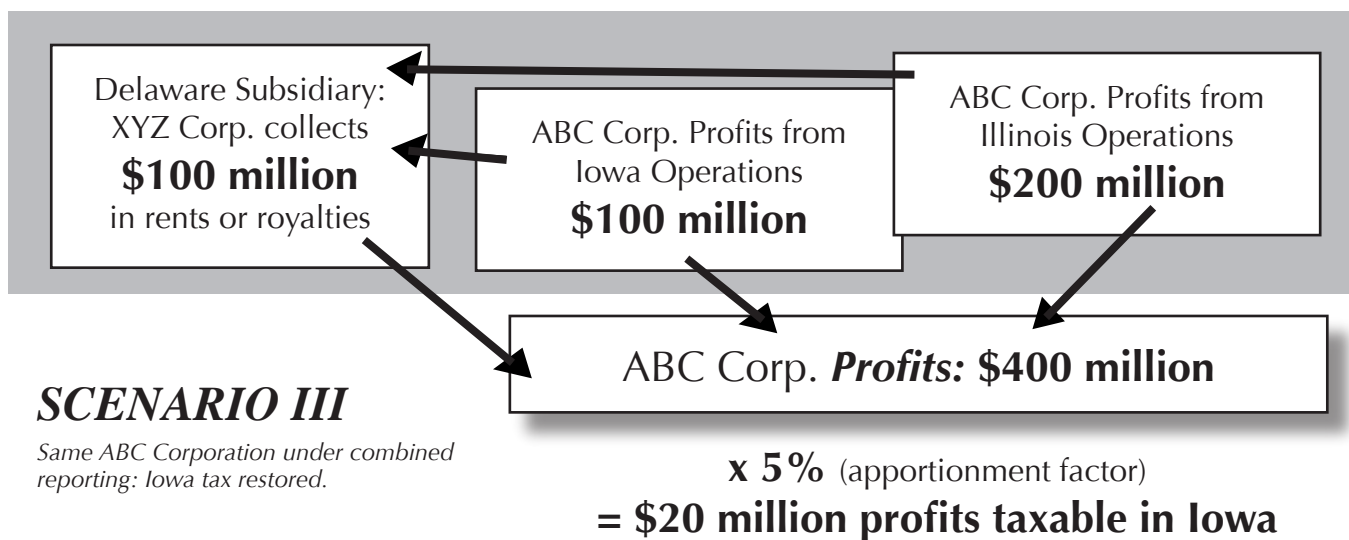 Delaware Subsidiary:
XYZ Corp. collects
$100 million
in rents or royalties
ABC Corp. Profits from
Iowa Operations
$100 million
ABC Corp. Profits from
Illinois Operations
$200 million
ABC Corp. Profits: $400 million
SCENARIO III
Same ABC Corporation under combined
reporting: Iowa tax restored.
x 5% (apportionment factor)
= $20 million profits taxable in Iowa